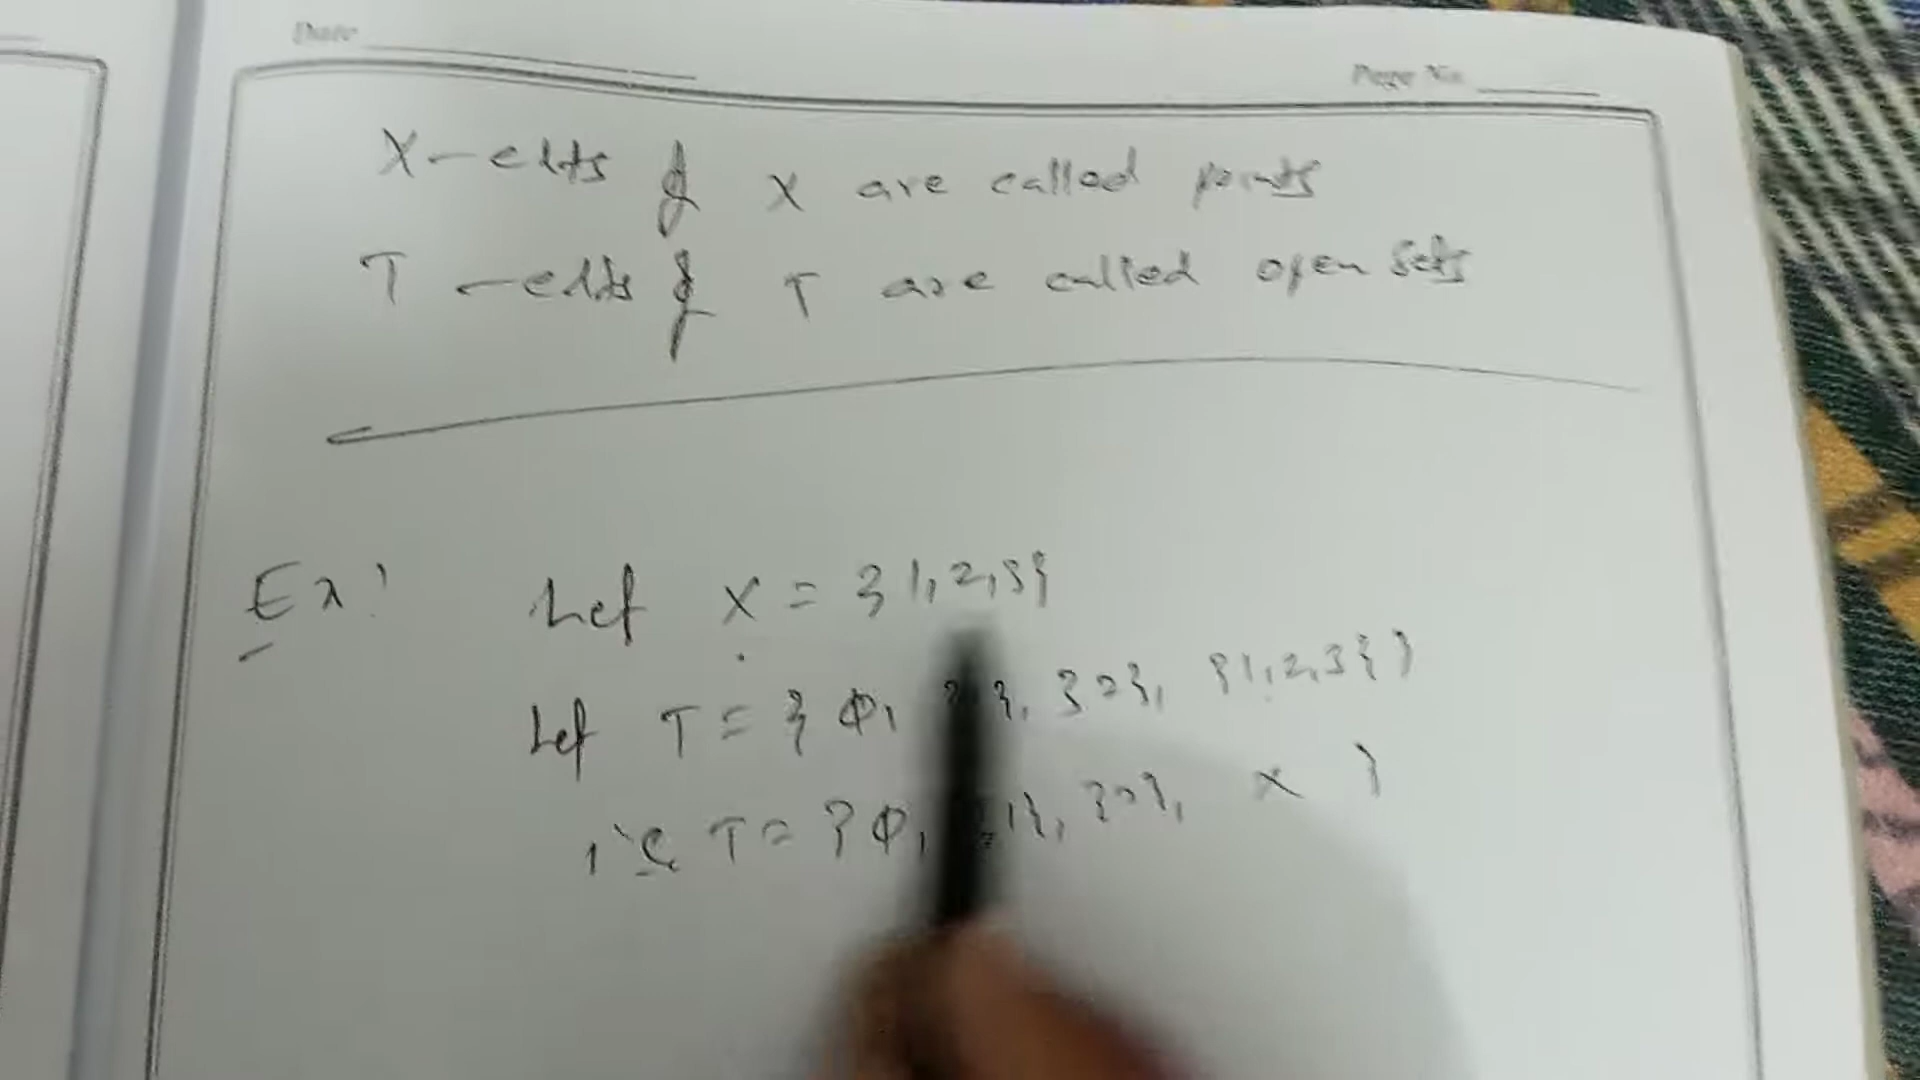 Date
Page No
X - elts of X are called points
T - elts of T are called open sets
Ex:
Let X = {1,2,3}
Let T = { φ, }, {2}, {1,2,3} }
i.e T = { φ, 1}, {2}, X }